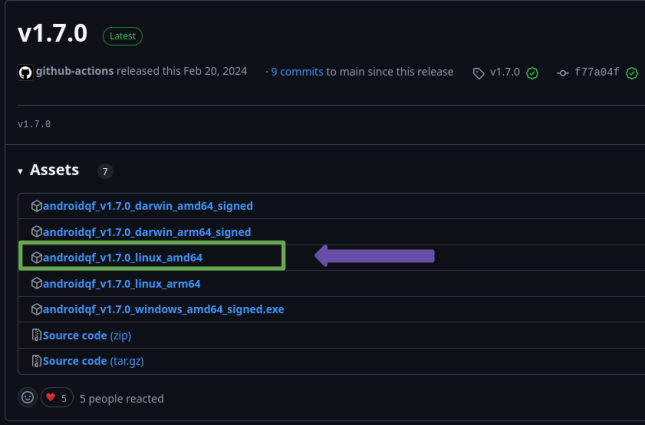 v1.7.0 Latest
github-actions released this Feb 20, 2024 · 9 commits to main since this release v1.7.0 f77a04f
v1.7.0
Assets 7
androidqf_v1.7.0_darwin_amd64_signed
androidqf_v1.7.0_darwin_arm64_signed
androidqf_v1.7.0_linux_amd64
androidqf_v1.7.0_linux_arm64
androidqf_v1.7.0_windows_amd64_signed.exe
Source code (zip)
Source code (tar.gz)
5 5 people reacted